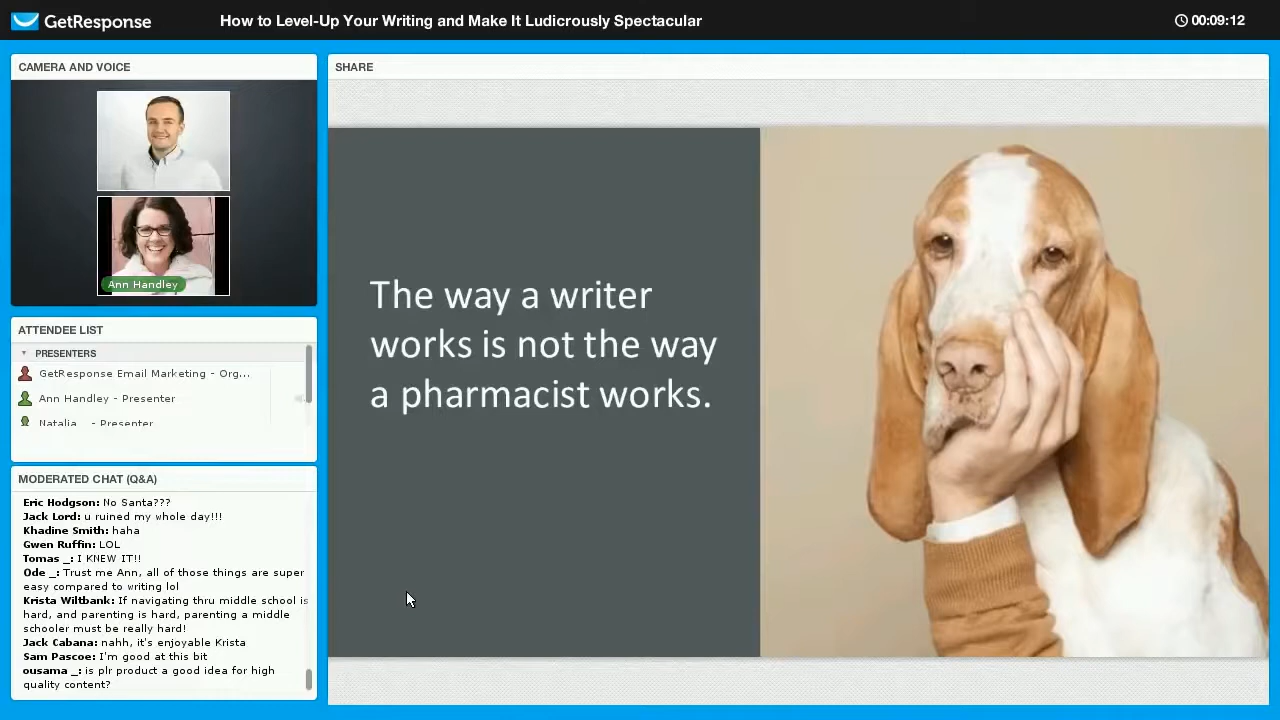 GetResponse
How to Level-Up Your Writing and Make It Ludicrously Spectacular
00:09:12
CAMERA AND VOICE
Ann Handley
ATTENDEE LIST
PRESENTERS
GetResponse Email Marketing - Org...
Ann Handley - Presenter
Natalia _ - Presenter
MODERATED CHAT (Q&A)
Eric Hodgson: No Santa???
Jack Lord: u ruined my whole day!!!
Khadine Smith: haha
Gwen Ruffin: LOL
Tomas _: I KNEW IT!!
Ode _: Trust me Ann, all of those things are super
easy compared to writing lol
Krista Wiltbank: If navigating thru middle school is
hard, and parenting is hard, parenting a middle
schooler must be really hard!
Jack Cabana: nahh, it's enjoyable Krista
Sam Pascoe: I'm good at this bit
ousama _: is plr product a good idea for high
quality content?
SHARE
The way a writer
works is not the way
a pharmacist works.